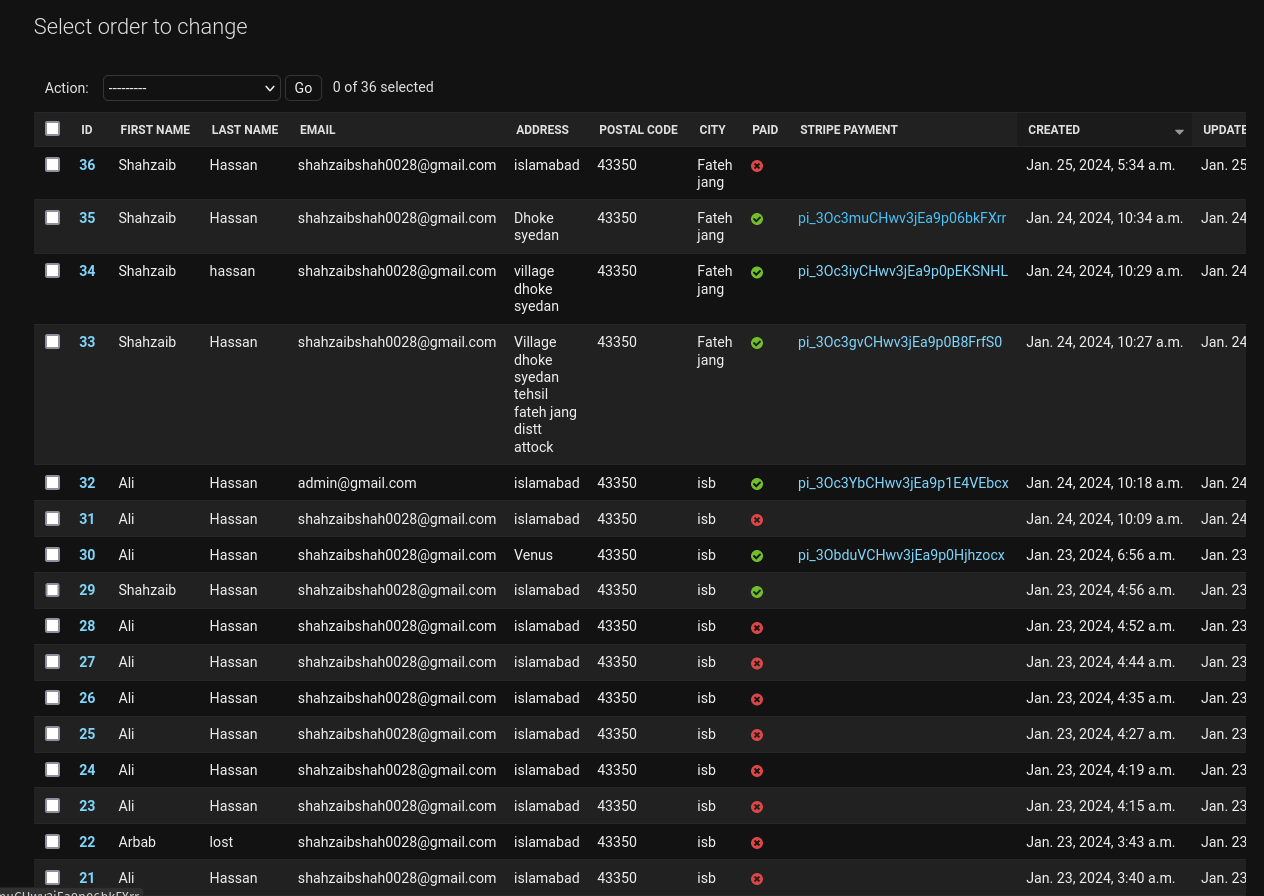 Select order to change
Action: --------- Go 0 of 36 selected
ID FIRST NAME LAST NAME EMAIL ADDRESS POSTAL CODE CITY PAID STRIPE PAYMENT CREATED UPDATE
36 Shahzaib Hassan shahzaibshah0028@gmail.com islamabad 43350 Fateh Jan. 25, 2024, 5:34 a.m. Jan. 25
jang
35 Shahzaib Hassan shahzaibshah0028@gmail.com Dhoke 43350 Fateh pi_3Oc3muCHwv3jEa9p06bkFXrr Jan. 24, 2024, 10:34 a.m. Jan. 24
syedan jang
34 Shahzaib hassan shahzaibshah0028@gmail.com village 43350 Fateh pi_3Oc3iyCHwv3jEa9p0pEKSNHL Jan. 24, 2024, 10:29 a.m. Jan. 24
dhoke jang
syedan
33 Shahzaib Hassan shahzaibshah0028@gmail.com Village 43350 Fateh pi_3Oc3gvCHwv3jEa9p0B8FrfS0 Jan. 24, 2024, 10:27 a.m. Jan. 24
dhoke jang
syedan
tehsil
fateh jang
distt
attock
32 Ali Hassan admin@gmail.com islamabad 43350 isb pi_3Oc3YbCHwv3jEa9p1E4VEbcx Jan. 24, 2024, 10:18 a.m. Jan. 24
31 Ali Hassan shahzaibshah0028@gmail.com islamabad 43350 isb Jan. 24, 2024, 10:09 a.m. Jan. 24
30 Ali Hassan shahzaibshah0028@gmail.com Venus 43350 isb pi_3ObduVCHwv3jEa9p0Hjhzocx Jan. 23, 2024, 6:56 a.m. Jan. 23
29 Shahzaib Hassan shahzaibshah0028@gmail.com islamabad 43350 isb Jan. 23, 2024, 4:56 a.m. Jan. 23
28 Ali Hassan shahzaibshah0028@gmail.com islamabad 43350 isb Jan. 23, 2024, 4:52 a.m. Jan. 23
27 Ali Hassan shahzaibshah0028@gmail.com islamabad 43350 isb Jan. 23, 2024, 4:44 a.m. Jan. 23
26 Ali Hassan shahzaibshah0028@gmail.com islamabad 43350 isb Jan. 23, 2024, 4:35 a.m. Jan. 23
25 Ali Hassan shahzaibshah0028@gmail.com islamabad 43350 isb Jan. 23, 2024, 4:27 a.m. Jan. 23
24 Ali Hassan shahzaibshah0028@gmail.com islamabad 43350 isb Jan. 23, 2024, 4:19 a.m. Jan. 23
23 Ali Hassan shahzaibshah0028@gmail.com islamabad 43350 isb Jan. 23, 2024, 4:15 a.m. Jan. 23
22 Arbab lost shahzaibshah0028@gmail.com islamabad 43350 isb Jan. 23, 2024, 3:43 a.m. Jan. 23
21 Ali Hassan shahzaibshah0028@gmail.com islamabad 43350 isb Jan. 23, 2024, 3:40 a.m. Jan. 23